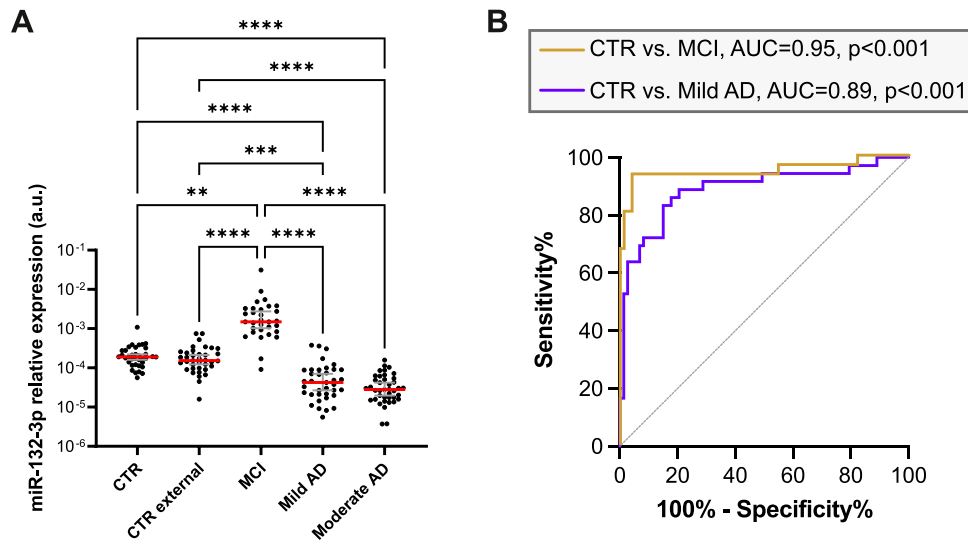 A
****
****
****
***
** ****
**** ****
miR-132-3p relative expression (a.u.)
10-1
10-2
10-3
10-4
10-5
10-6
CTR
CTR external
MCI
Mild AD
Moderate AD
B
CTR vs. MCI, AUC=0.95, p<0.001
CTR vs. Mild AD, AUC=0.89, p<0.001
Sensitivity%
100
80
60
40
20
0
0 20 40 60 80 100
100% - Specificity%